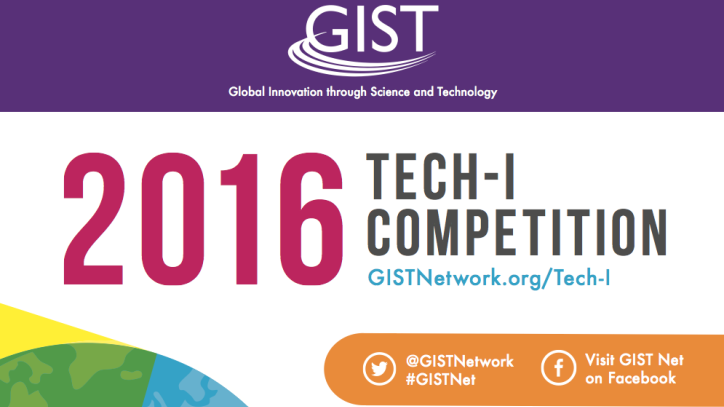 GIST
Global Innovation through Science and Technology
2016
TECH-I
COMPETITION
GISTNetwork.org/Tech-I
@GISTNetwork
#GISTNet
Visit GIST Net
on Facebook